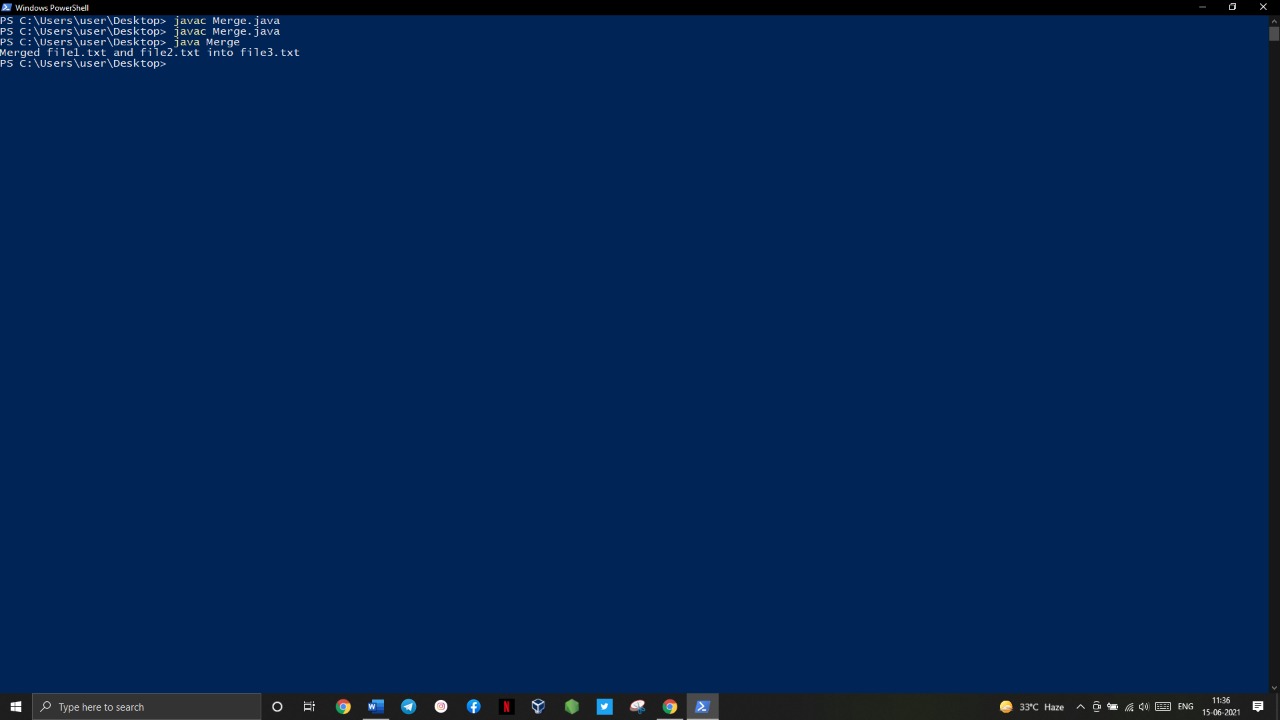 Windows PowerShell
PS C:\Users\user\Desktop> javac Merge.java
PS C:\Users\user\Desktop> javac Merge.java
PS C:\Users\user\Desktop> java Merge
Merged file1.txt and file2.txt into file3.txt
PS C:\Users\user\Desktop>
Type here to search
33°C Haze
ENG
11:36
15-06-2021